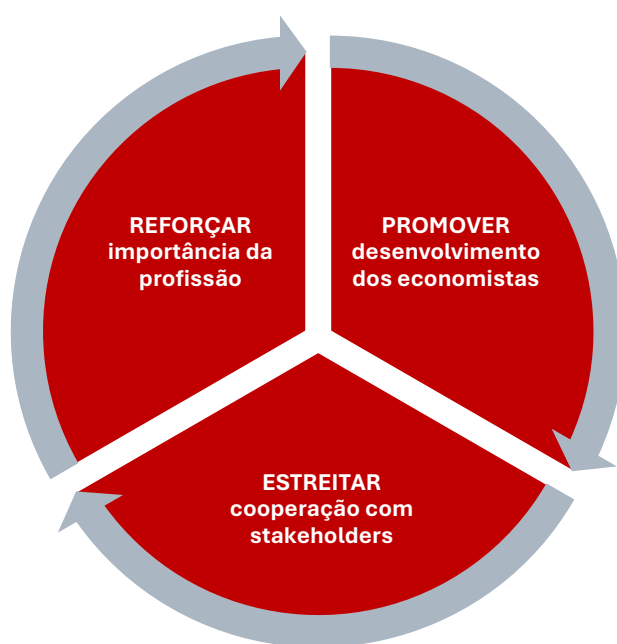 REFORÇAR
importância da
profissão
PROMOVER
desenvolvimento
dos economistas
ESTREITAR
cooperação com
stakeholders